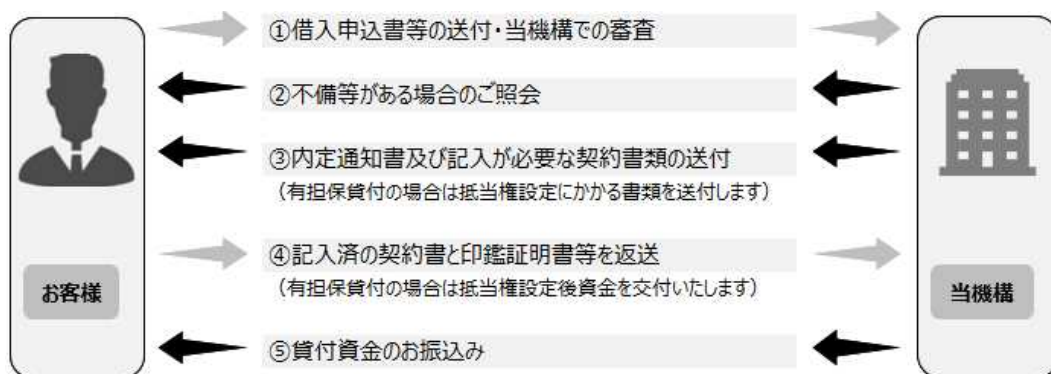 ①借入申込書等の送付・当機構での審査
②不備等がある場合のご照会
③内定通知書及び記入が必要な契約書類の送付
（有担保貸付の場合は抵当権設定にかかる書類を送付します）
④記入済の契約書と印鑑証明書等を返送
（有担保貸付の場合は抵当権設定後資金を交付いたします）
お客様
当機構
⑤貸付資金のお振込み